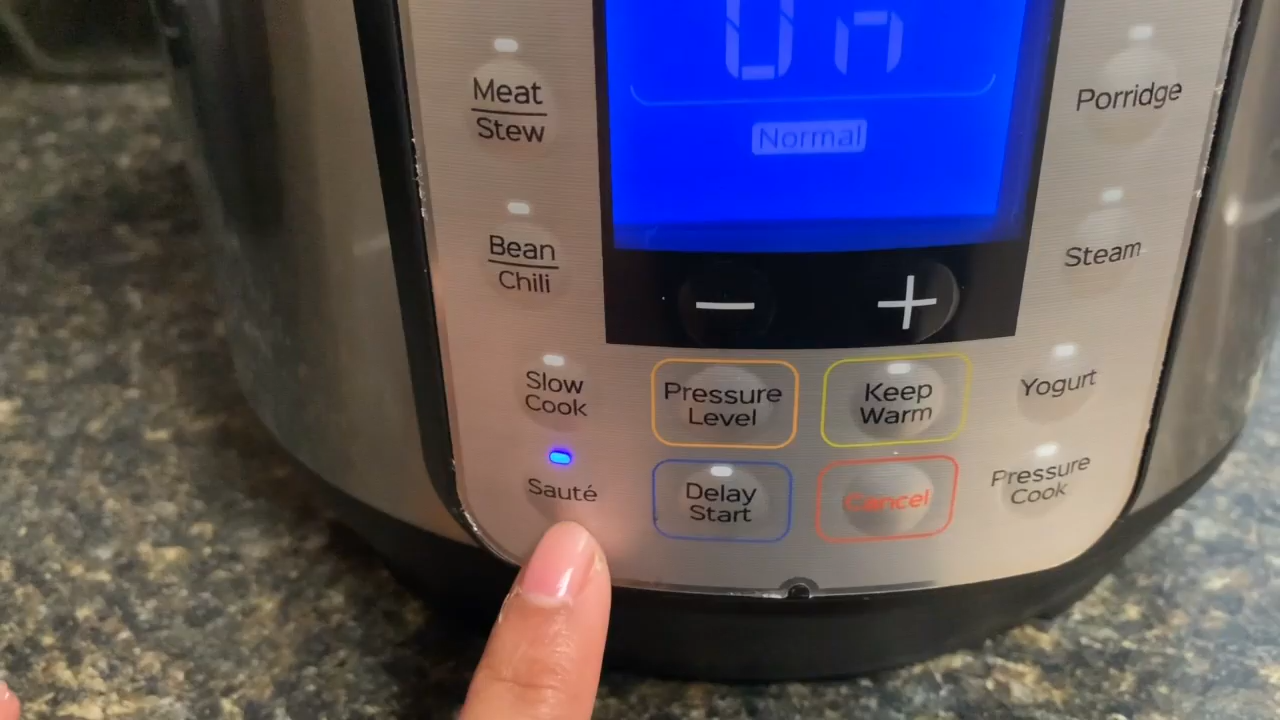 On
Normal
Meat
Stew
Bean
Chili
Slow
Cook
Sauté
Pressure
Level
Keep
Warm
Delay
Start
Cancel
Porridge
Steam
Yogurt
Pressure
Cook